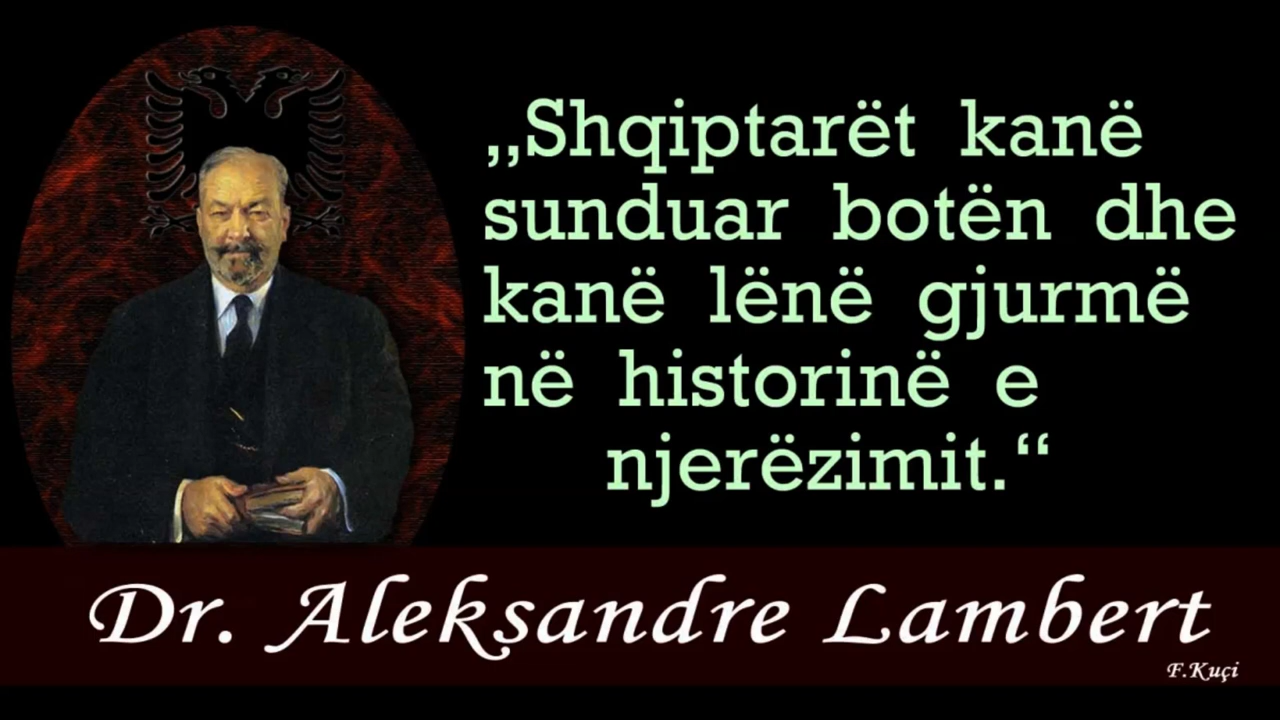 „Shqiptarët kanë
sunduar botën dhe
kanë lënë gjurmë
në historinë e
njerëzimit.“
Dr. Aleksandre Lambert
F.Kuçi